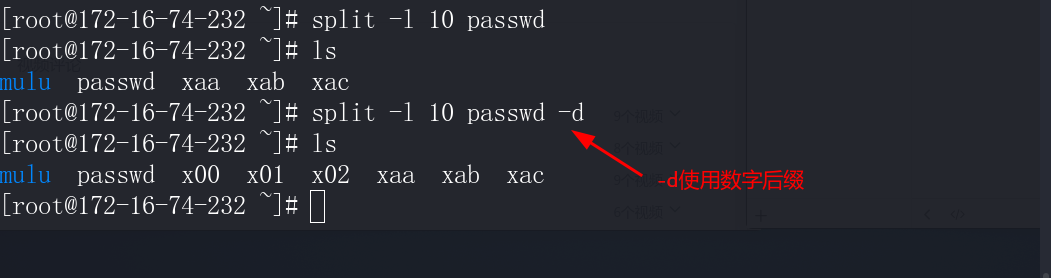 [root@172-16-74-232 ~]# split -l 10 passwd
[root@172-16-74-232 ~]# ls
mulu  passwd  xaa  xab  xac
[root@172-16-74-232 ~]# split -l 10 passwd -d
[root@172-16-74-232 ~]# ls
mulu  passwd  x00  x01  x02  xaa  xab  xac
-d使用数字后缀
[root@172-16-74-232 ~]#